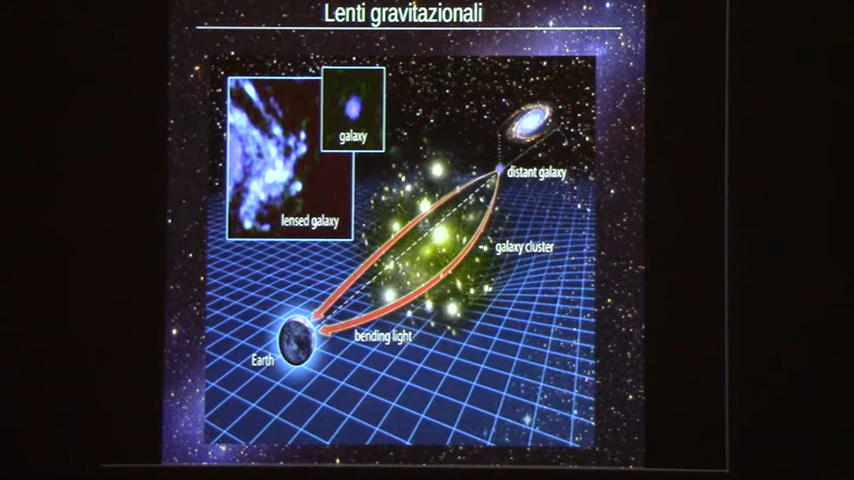 Lenti gravitazionali
galaxy
lensed galaxy
distant galaxy
galaxy cluster
bending light
Earth